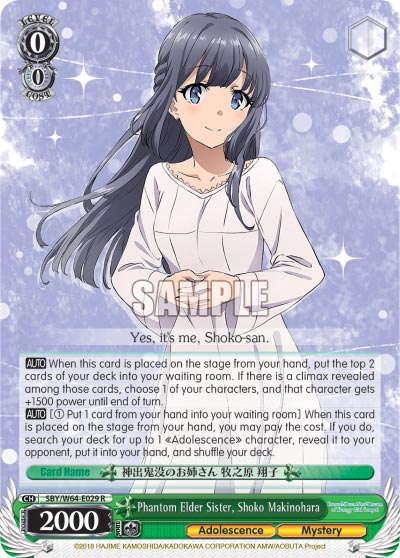 LEVEL
0
0
COST
SAMPLE
Yes, it's me, Shoko-san.
AUTO When this card is placed on the stage from your hand, put the top 2
cards of your deck into your waiting room. If there is a climax revealed
among those cards, choose 1 of your characters, and that character gets
+1500 power until end of turn.
AUTO [① Put 1 card from your hand into your waiting room] When this card
is placed on the stage from your hand, you may pay the cost. If you do,
search your deck for up to 1 «Adolescence» character, reveal it to your
opponent, put it into your hand, and shuffle your deck.
Card Name 神出鬼没のお姉さん 牧之原 翔子
CH SBY/W64-E029 R
Phantom Elder Sister, Shoko Makinohara
POWER
2000
Adolescence
Mystery
©2018 HAJIME KAMOSHIDA/KADOKAWA CORPORATION AMW/AOBUTA Project